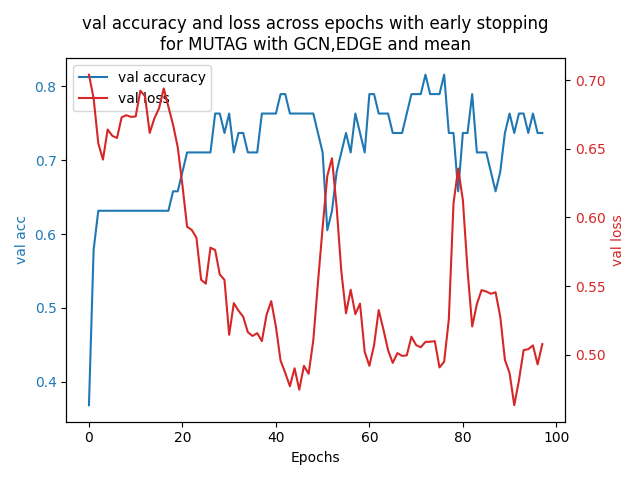 val accuracy and loss across epochs with early stopping
for MUTAG with GCN,EDGE and mean
val accuracy
val loss
0.8
0.7
0.6
0.5
0.4
val acc
0.70
0.65
0.60
0.55
0.50
val loss
0 20 40 60 80 100
Epochs